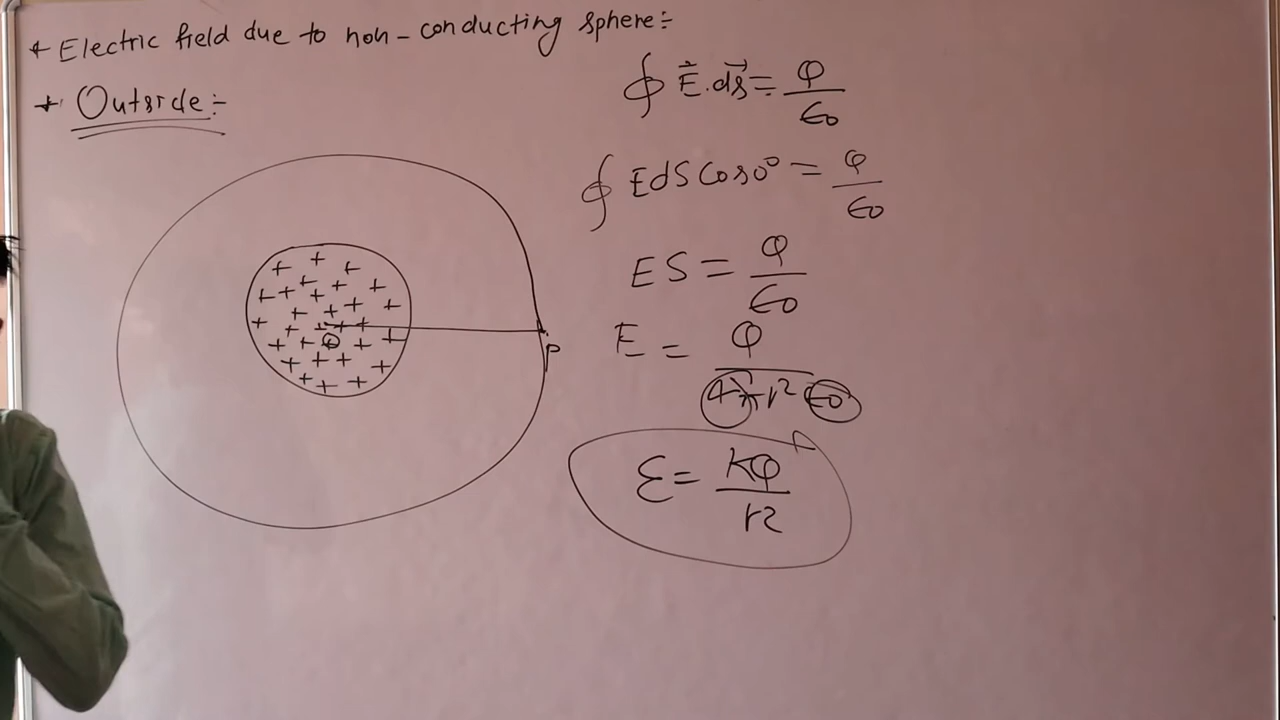 * Electric field due to non-conducting sphere:-
* Outside:-
∮ E⃗.ds⃗ = Q/ε0
∮ EdS Cos0° = Q/ε0
ES = Q/ε0
E = Q/4πr²ε0
E = kQ/r2
Q
P